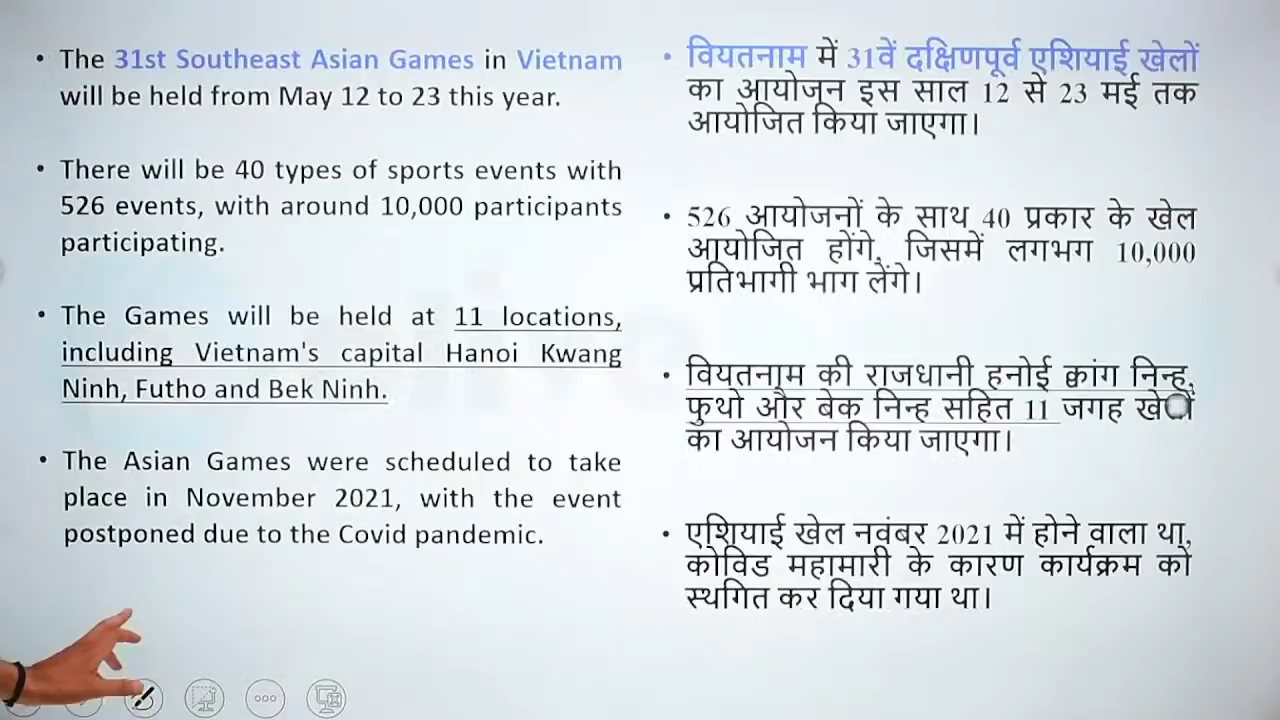 • The 31st Southeast Asian Games in Vietnam
will be held from May 12 to 23 this year.
• There will be 40 types of sports events with
526 events, with around 10,000 participants
participating.
• The Games will be held at 11 locations,
including Vietnam's capital Hanoi Kwang
Ninh, Futho and Bek Ninh.
• The Asian Games were scheduled to take
place in November 2021, with the event
postponed due to the Covid pandemic.
• वियतनाम में 31वें दक्षिणपूर्व एशियाई खेलों
का आयोजन इस साल 12 से 23 मई तक
आयोजित किया जाएगा।
• 526 आयोजनों के साथ 40 प्रकार के खेल
आयोजित होंगे, जिसमें लगभग 10,000
प्रतिभागी भाग लेंगे।
• वियतनाम की राजधानी हनोई क्वांग निन्ह,
फुथो और बेक निन्ह सहित 11 जगह
का आयोजन किया जाएगा।
• एशियाई खेल नवंबर 2021 में होने वाला था,
कोविड महामारी के कारण कार्यक्रम को
स्थगित कर दिया गया था।